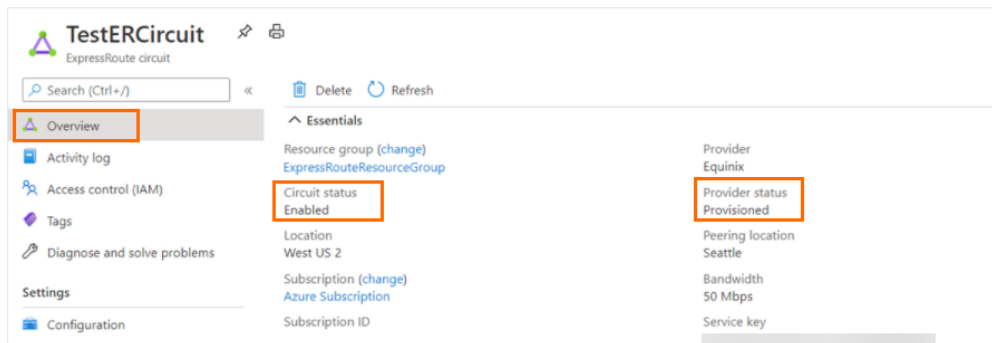 TestERCircuit
ExpressRoute circuit
Search (Ctrl+/)
«
Overview
Activity log
Access control (IAM)
Tags
Diagnose and solve problems
Settings
Configuration
Delete
Refresh
Essentials
Resource group (change)
ExpressRouteResourceGroup
Circuit status
Enabled
Location
West US 2
Subscription (change)
Azure Subscription
Subscription ID
Provider
Equinix
Provider status
Provisioned
Peering location
Seattle
Bandwidth
50 Mbps
Service key